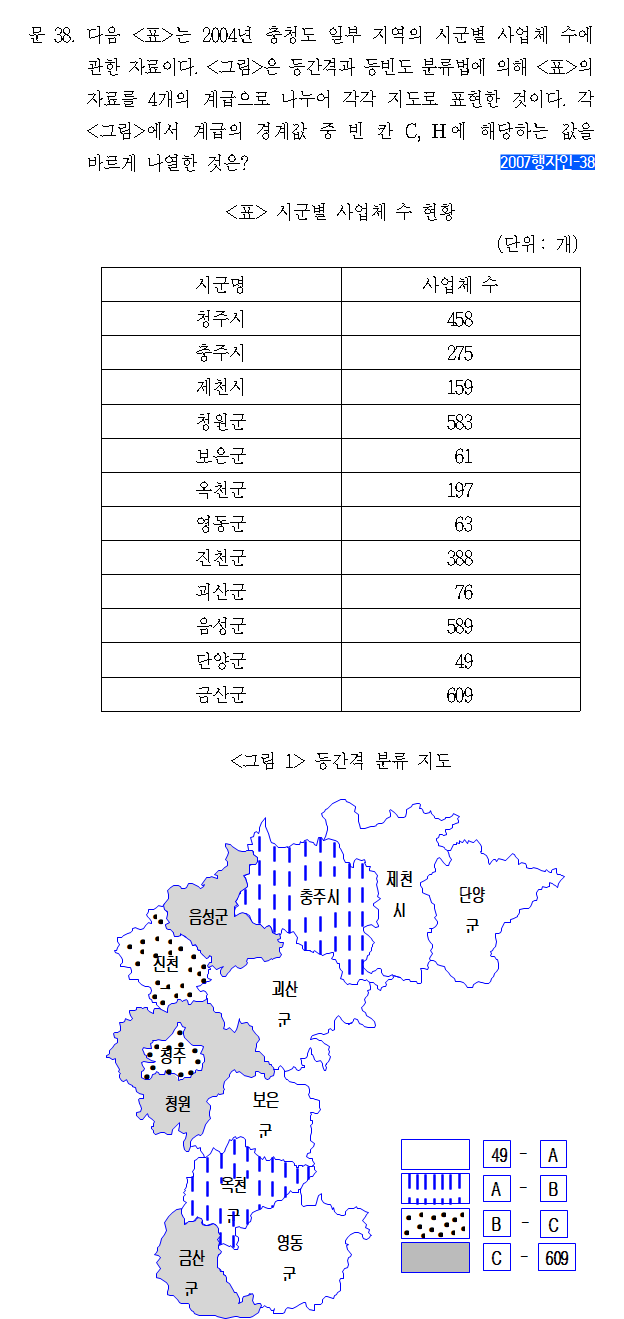 문 38. 다음 <표>는 2004년 충청도 일부 지역의 시군별 사업체 수에
관한 자료이다. <그림>은 등간격과 등빈도 분류법에 의해 <표>의
자료를 4개의 계급으로 나누어 각각 지도로 표현한 것이다. 각
<그림>에서 계급의 경계값 중 빈 칸 C, H에 해당하는 값을
바르게 나열한 것은? 2007행자인-38
<표> 시군별 사업체 수 현황
(단위 : 개)
시군명 사업체 수
청주시 458
충주시 275
제천시 159
청원군 583
보은군 61
옥천군 197
영동군 63
진천군 388
괴산군 76
음성군 589
단양군 49
금산군 609
<그림 1> 등간격 분류 지도
제천
시
단양
군
충주시
음성군
진천
괴산
군
청주
청원
보은
군
옥천
군
영동
군
금산
군
49 - A
A - B
B - C
C - 609